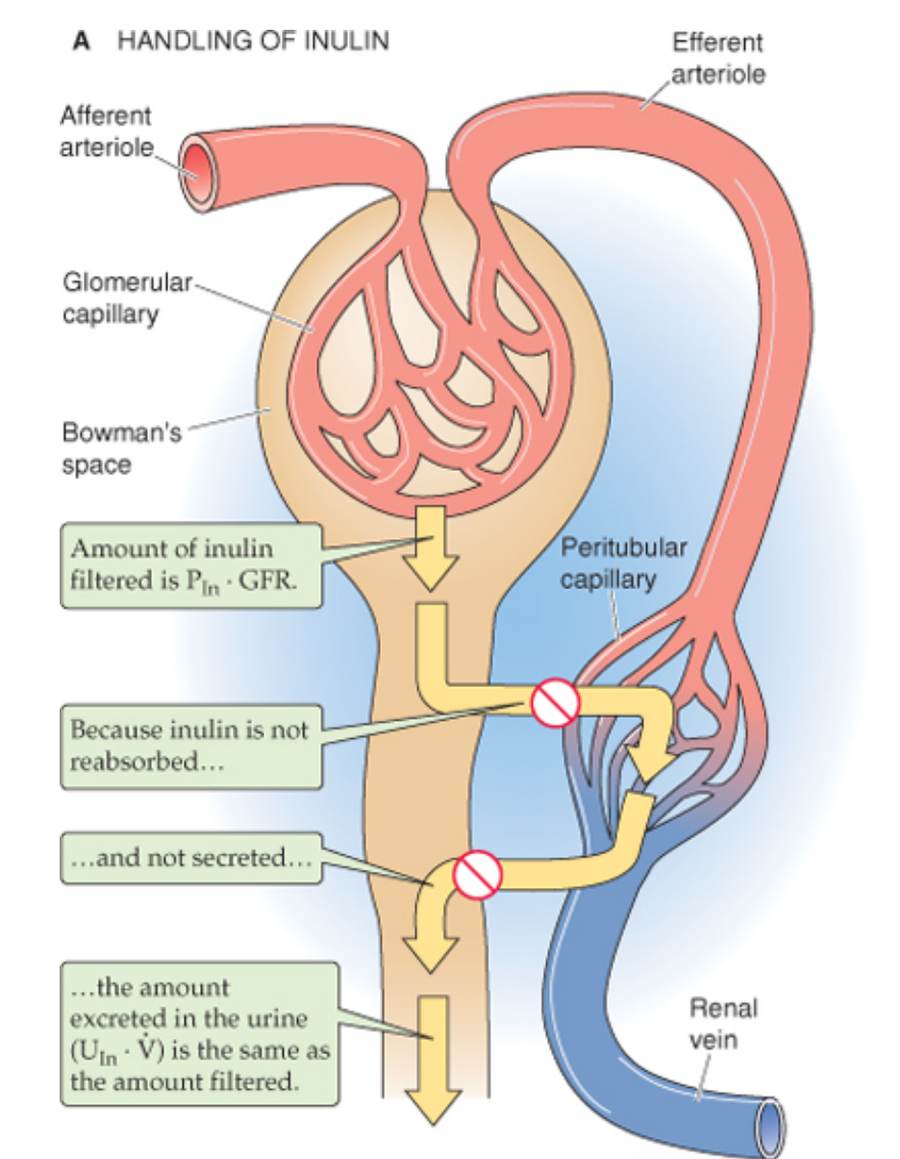 A HANDLING OF INULIN
Efferent
arteriole
Afferent
arteriole
Glomerular
capillary
Bowman's
space
Amount of inulin
filtered is P_In · GFR.
Peritubular
capillary
Because inulin is not
reabsorbed...
...and not secreted...
...the amount
excreted in the urine
(U_In · V̇) is the same as
the amount filtered.
Renal
vein